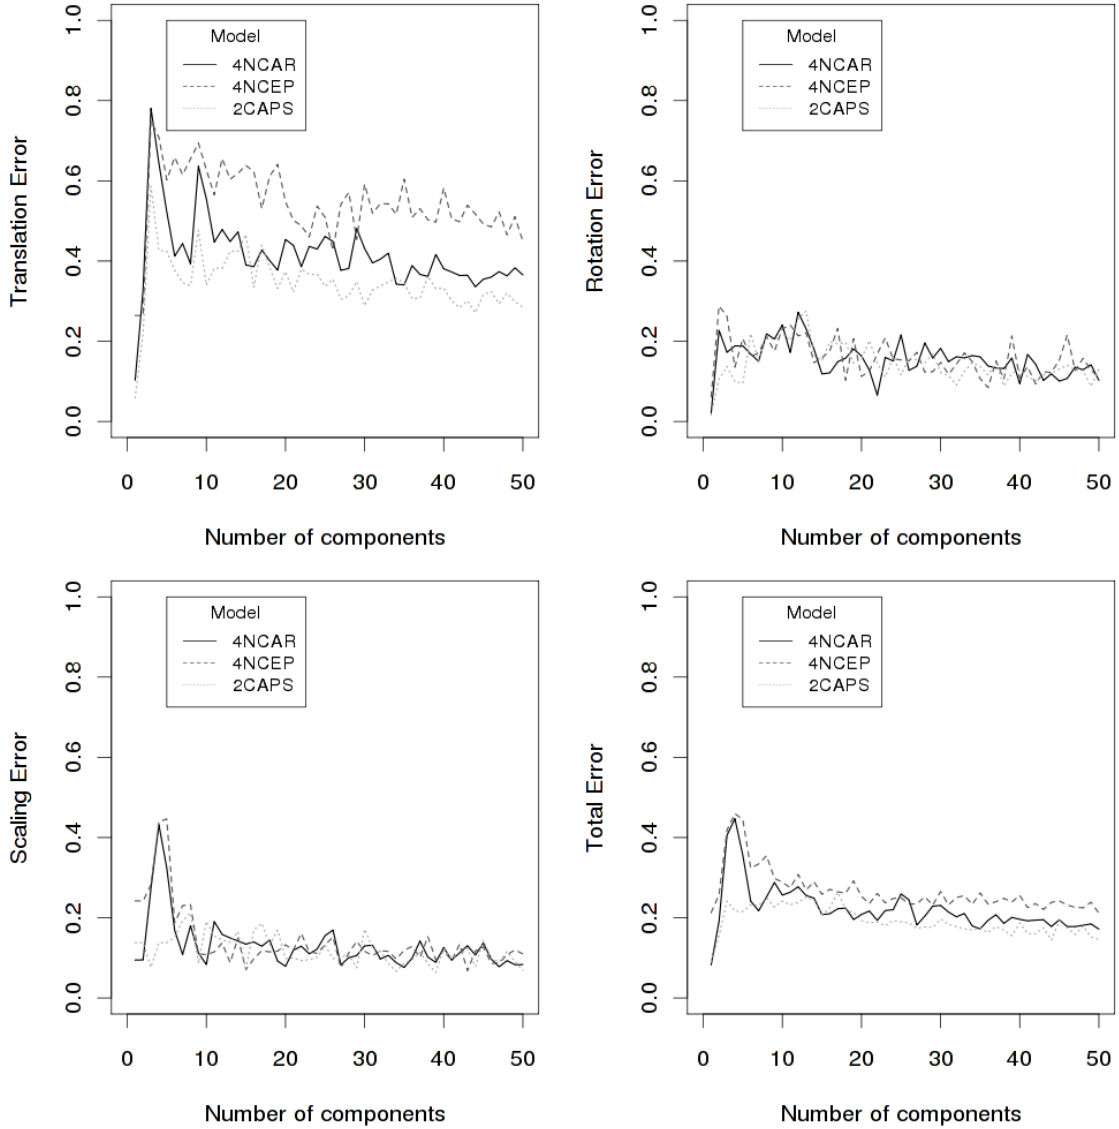 Translation Error
0.0 0.2 0.4 0.6 0.8 1.0
Model
4NCAR
4NCEP
2CAPS
0 10 20 30 40 50
Number of components
Rotation Error
0.0 0.2 0.4 0.6 0.8 1.0
Model
4NCAR
4NCEP
2CAPS
0 10 20 30 40 50
Number of components
Scaling Error
0.0 0.2 0.4 0.6 0.8 1.0
Model
4NCAR
4NCEP
2CAPS
0 10 20 30 40 50
Number of components
Total Error
0.0 0.2 0.4 0.6 0.8 1.0
Model
4NCAR
4NCEP
2CAPS
0 10 20 30 40 50
Number of components